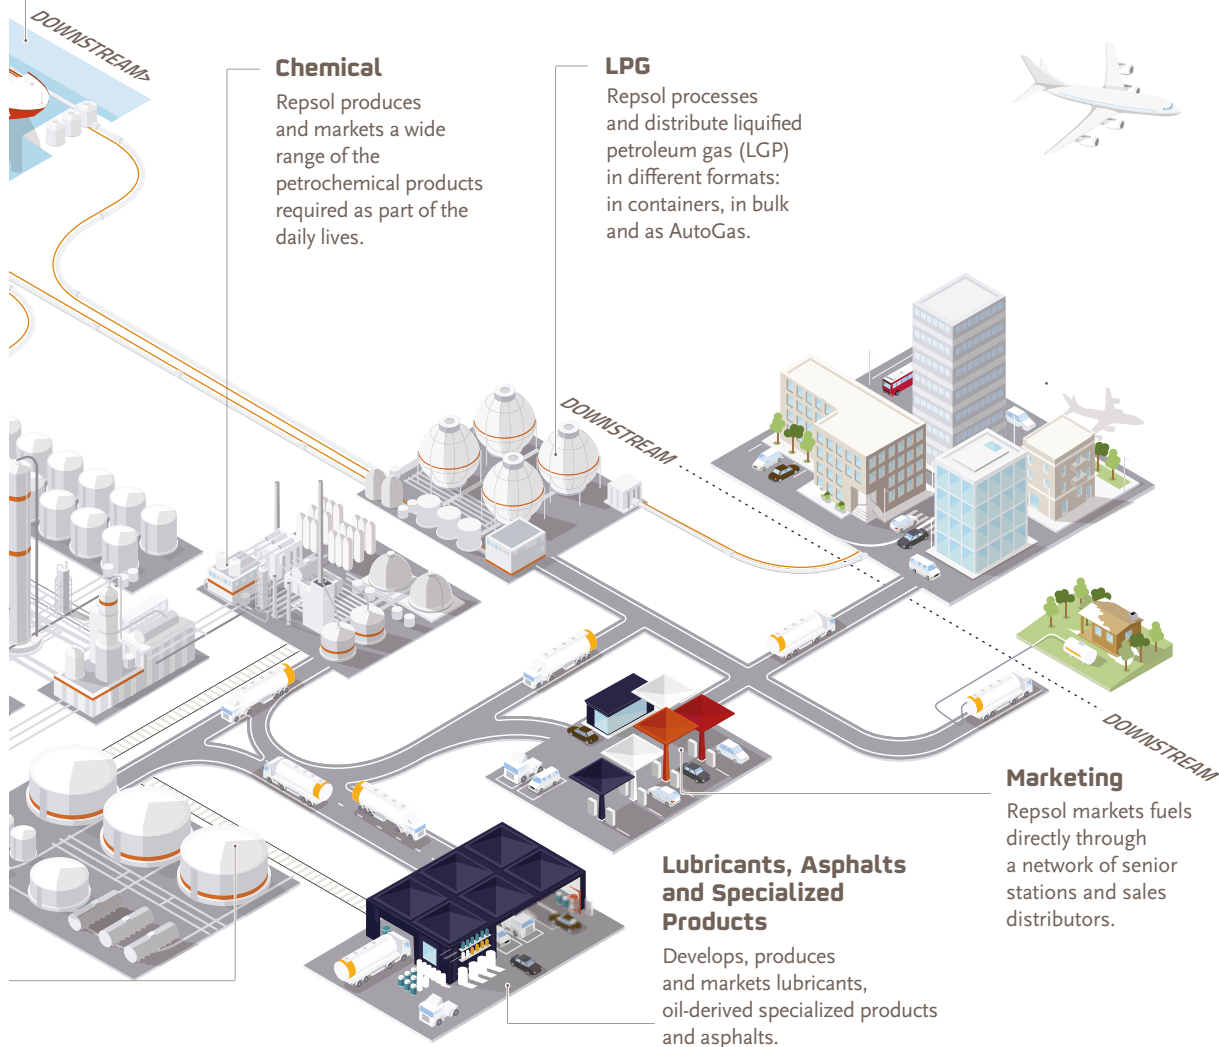 DOWNSTREAM>
Chemical
Repsol produces
and markets a wide
range of the
petrochemical products
required as part of the
daily lives.
LPG
Repsol processes
and distribute liquified
petroleum gas (LGP)
in different formats:
in containers, in bulk
and as AutoGas.
DOWNSTREAM
DOWNSTREAM
Marketing
Repsol markets fuels
directly through
a network of senior
stations and sales
distributors.
Lubricants, Asphalts
and Specialized
Products
Develops, produces
and markets lubricants,
oil-derived specialized products
and asphalts.